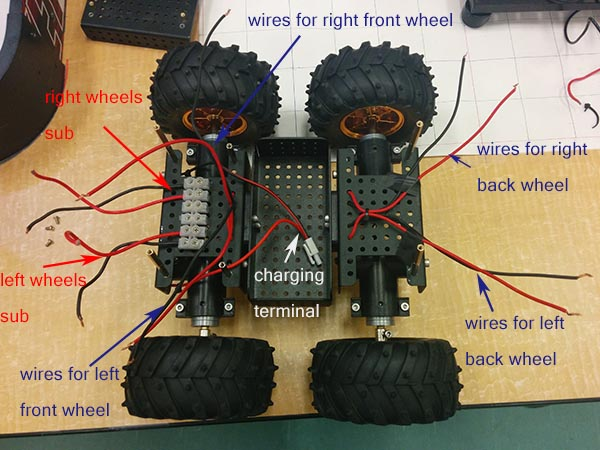 wires for right front wheel
right wheels
sub
wires for right
back wheel
left wheels
sub
charging
terminal
wires for left
front wheel
wires for left
back wheel